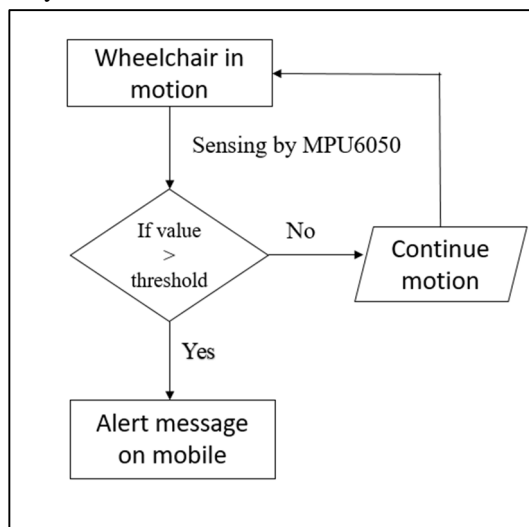 Wheelchair in
motion
Sensing by MPU6050
If value
>
threshold
No
Continue
motion
Yes
Alert message
on mobile